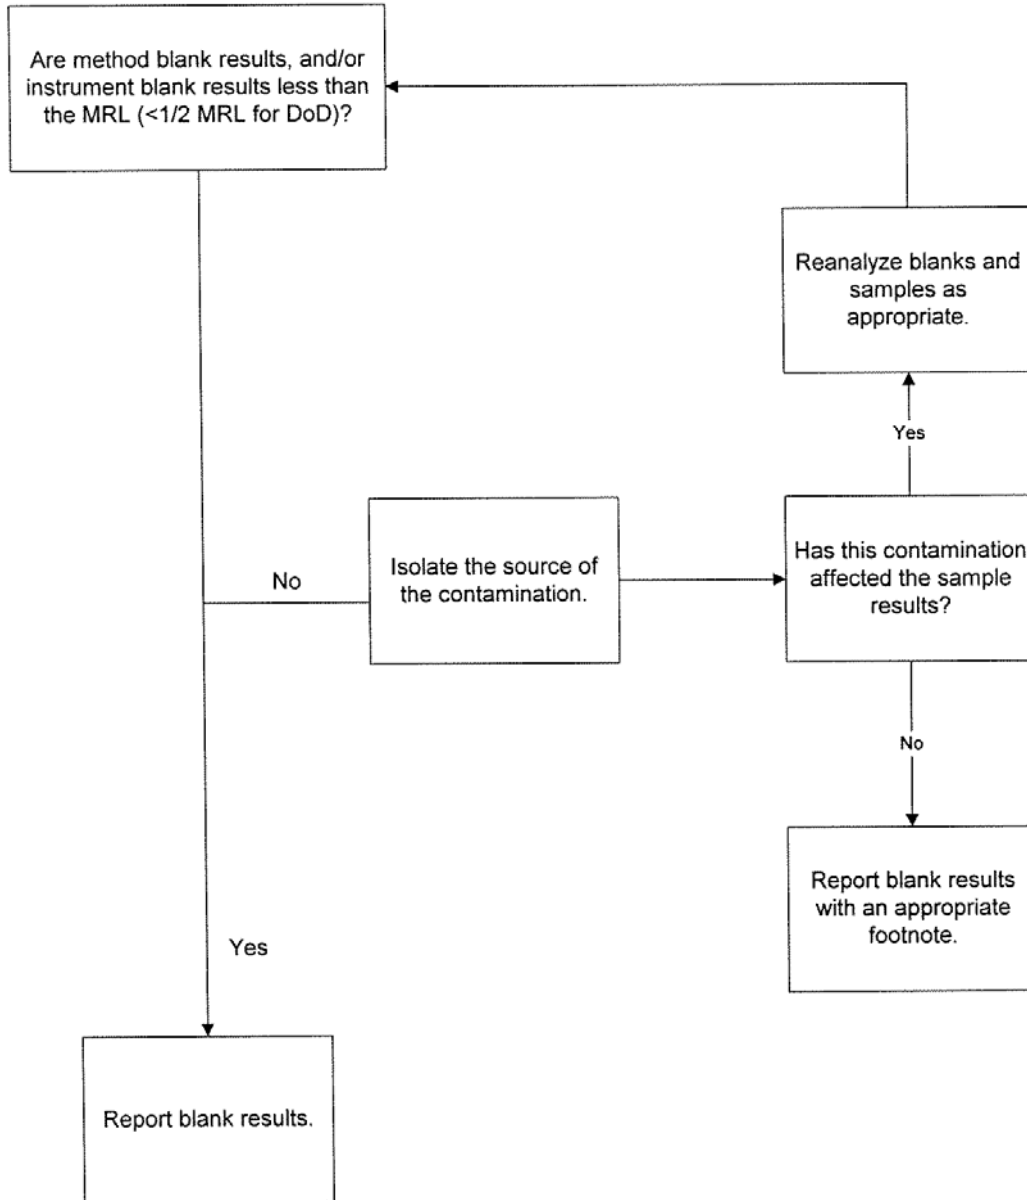 Are method blank results, and/or
instrument blank results less than
the MRL (<1/2 MRL for DoD)?
Reanalyze blanks and
samples as
appropriate.
Yes
Has this contamination
affected the sample
results?
Isolate the source of
the contamination.
No
No
Report blank results
with an appropriate
footnote.
Yes
Report blank results.